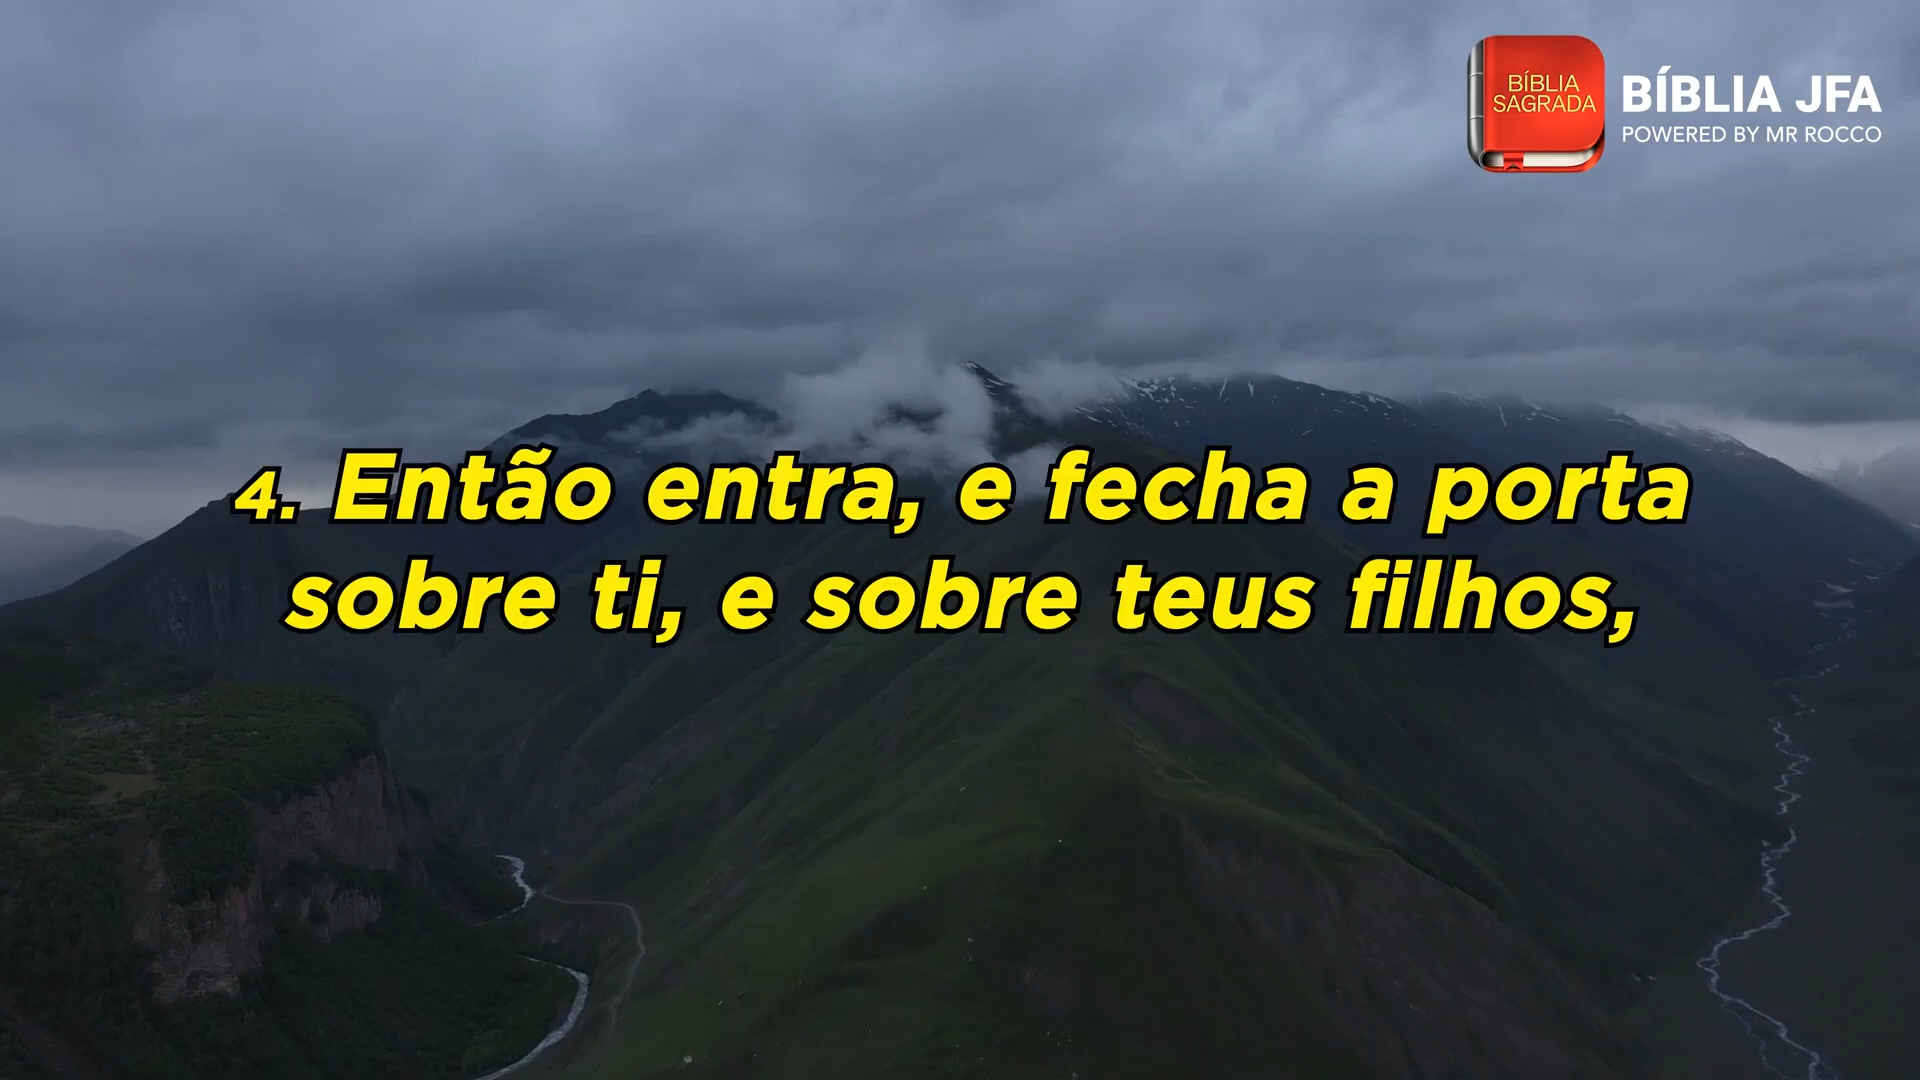 BÍBLIA
SAGRADA
BÍBLIA JFA
POWERED BY MR ROCCO
4. Então entra, e fecha a porta
sobre ti, e sobre teus filhos,